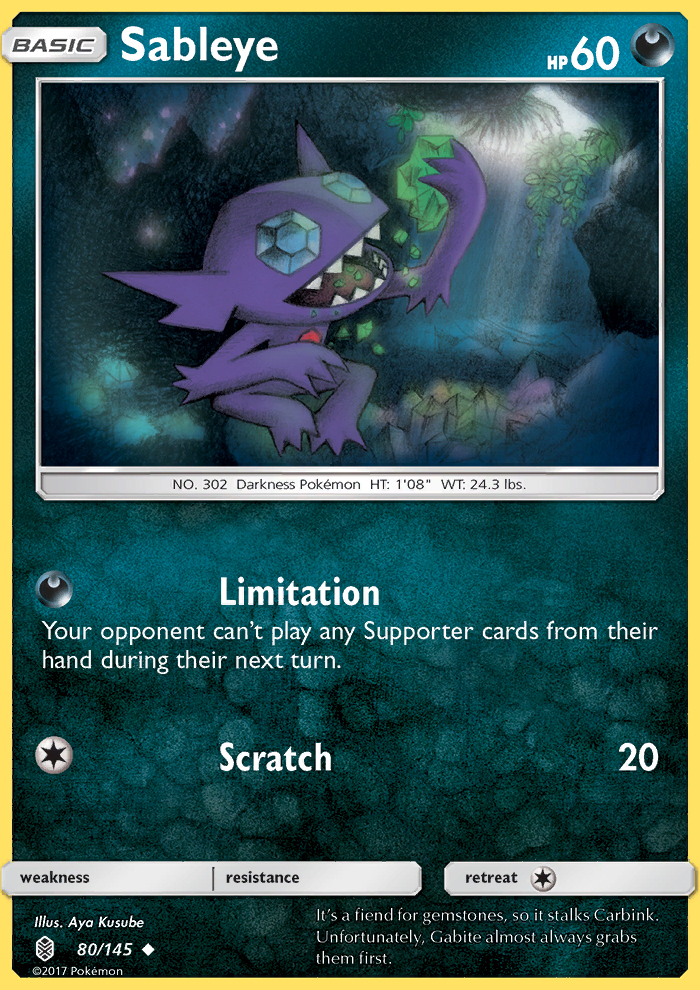 BASIC Sableye HP60
NO. 302 Darkness Pokémon HT: 1'08" WT: 24.3 lbs.
Limitation
Your opponent can't play any Supporter cards from their
hand during their next turn.
Scratch 20
weakness resistance retreat
Illus. Aya Kusube
80/145
©2017 Pokémon
It's a fiend for gemstones, so it stalks Carbink.
Unfortunately, Gabite almost always grabs
them first.